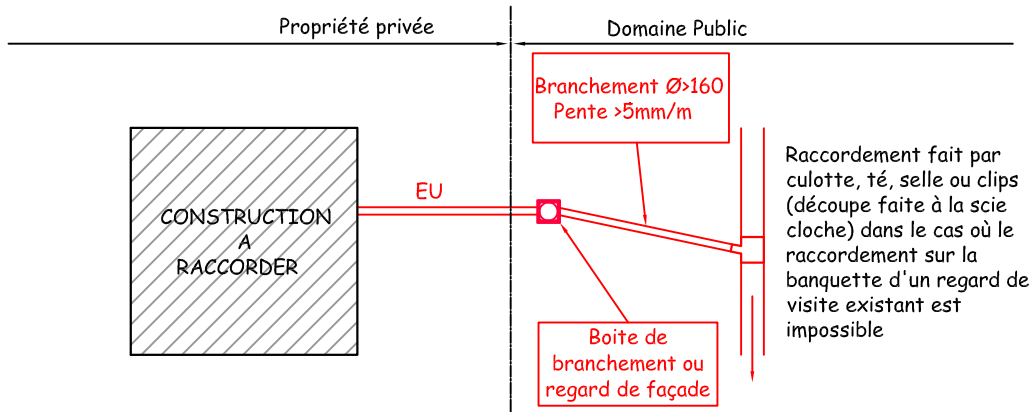 Propriété privée
Domaine Public
Branchement Ø>160
Pente >5mm/m
EU
CONSTRUCTION
A
RACCORDER
Raccordement fait par
culotte, té, selle ou clips
(découpe faite à la scie
cloche) dans le cas où le
raccordement sur la
banquette d'un regard de
visite existant est
impossible
Boite de
branchement ou
regard de façade